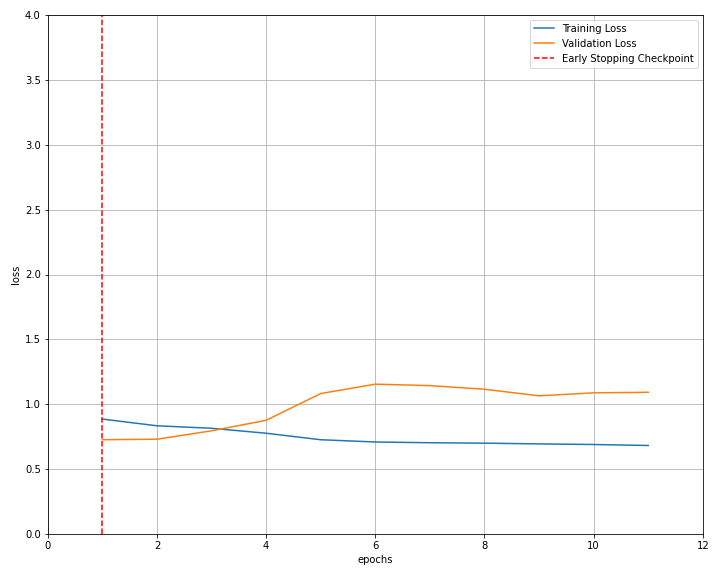 4.0
3.5
3.0
2.5
2.0
1.5
1.0
0.5
0.0
loss
0 2 4 6 8 10 12
epochs
Training Loss
Validation Loss
Early Stopping Checkpoint